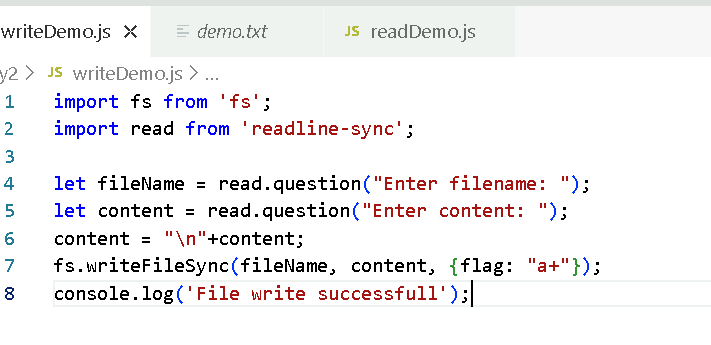 writeDemo.js × demo.txt JS readDemo.js
y2 > JS writeDemo.js > ...
1 import fs from 'fs';
2 import read from 'readline-sync';
3
4 let fileName = read.question("Enter filename: ");
5 let content = read.question("Enter content: ");
6 content = "\n"+content;
7 fs.writeFileSync(fileName, content, {flag: "a+"});
8 console.log('File write successfull');